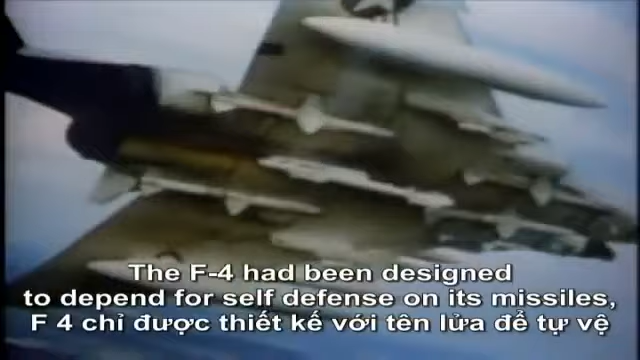 The F-4 had been designed
to depend for self defense on its missiles,
F 4 chỉ được thiết kế với tên lửa để tự vệ